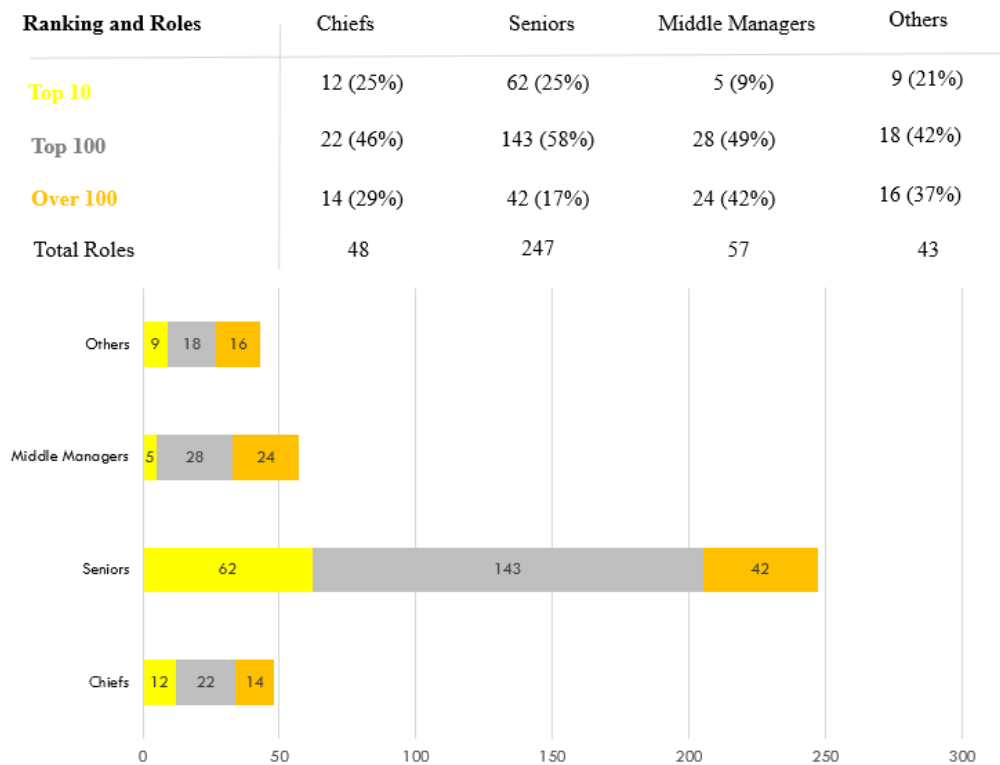 Ranking and Roles Chiefs Seniors Middle Managers Others
Top 10 12 (25%) 62 (25%) 5 (9%) 9 (21%)
Top 100 22 (46%) 143 (58%) 28 (49%) 18 (42%)
Over 100 14 (29%) 42 (17%) 24 (42%) 16 (37%)
Total Roles 48 247 57 43
Others 9 18 16
Middle Managers 5 28 24
Seniors 62 143 42
Chiefs 12 22 14
0 50 100 150 200 250 300